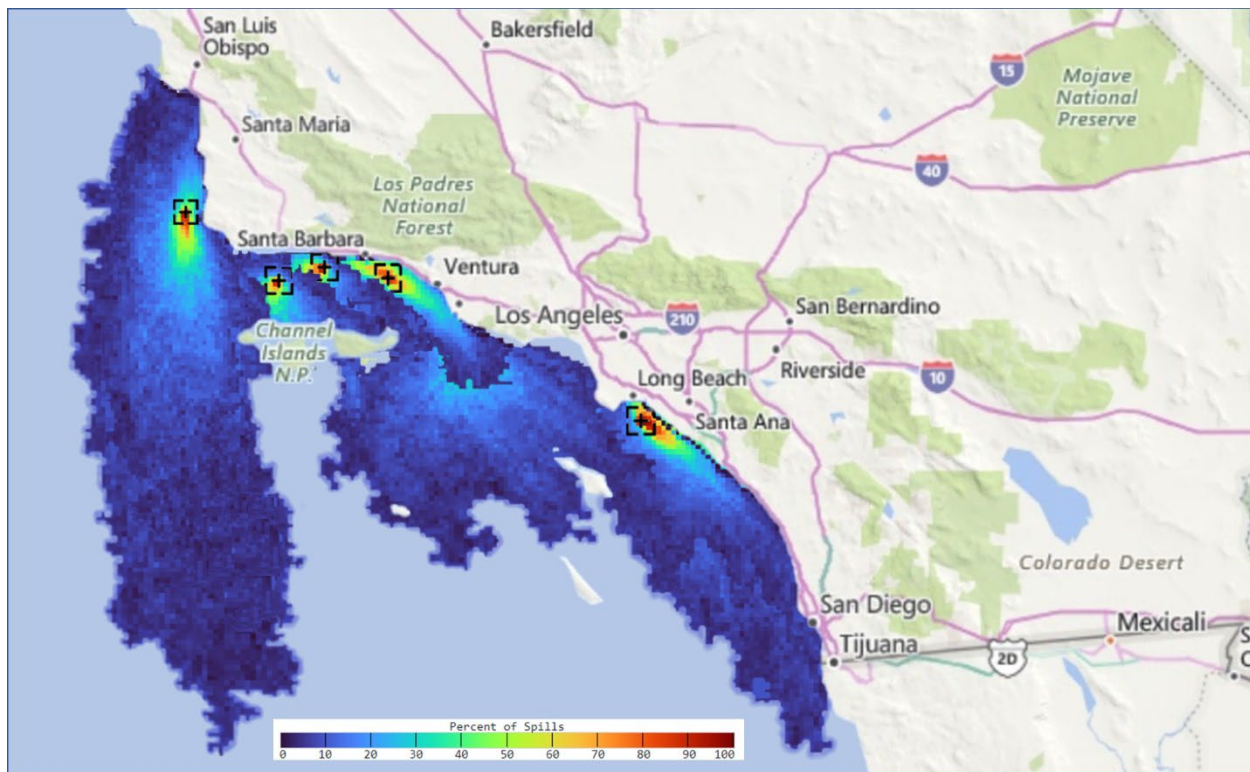 San Luis
Obispo
Bakersfield
15
Mojave
National
Preserve
Santa Maria
40
Los Padres
National
Forest
Santa Barbara
Ventura
Los Angeles
210
San Bernardino
Channel
Islands
N.P.
Riverside
10
Long Beach
Santa Ana
Colorado Desert
San Diego
Mexicali
Tijuana
2D
Percent of Spills
0 10 20 30 40 50 60 70 80 90 100